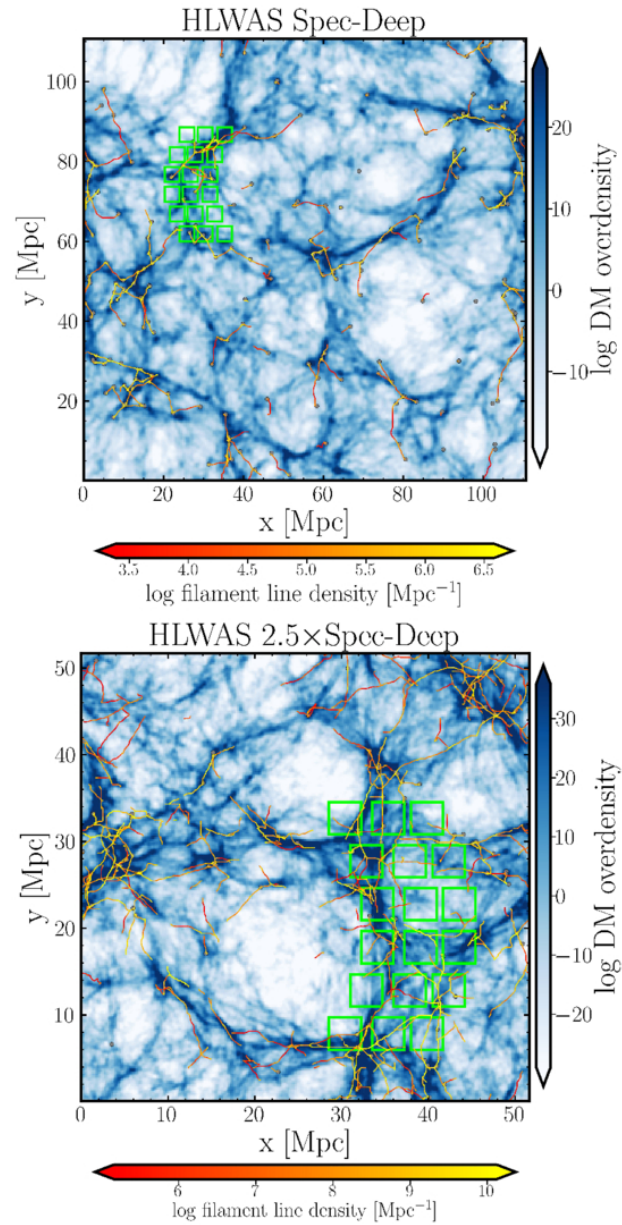 HLWAS Spec-Deep
100
80
60
40
20
y [Mpc]
0 20 40 60 80 100
x [Mpc]
20
10
0
−10
log DM overdensity
3.5 4.0 4.5 5.0 5.5 6.0 6.5
log filament line density [Mpc⁻¹]
HLWAS 2.5×Spec-Deep
50
40
30
20
10
y [Mpc]
0 10 20 30 40 50
x [Mpc]
30
20
10
0
−10
−20
log DM overdensity
6 7 8 9 10
log filament line density [Mpc⁻¹]